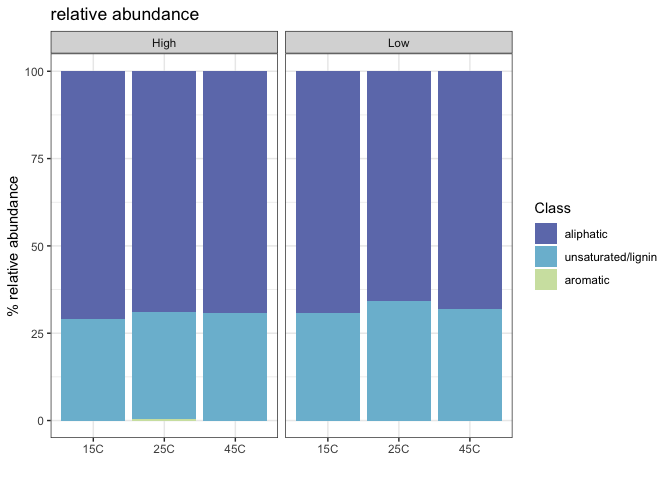 relative abundance
High
Low
% relative abundance
100
75
50
25
0
15C
25C
45C
15C
25C
45C
Class
aliphatic
unsaturated/lignin
aromatic